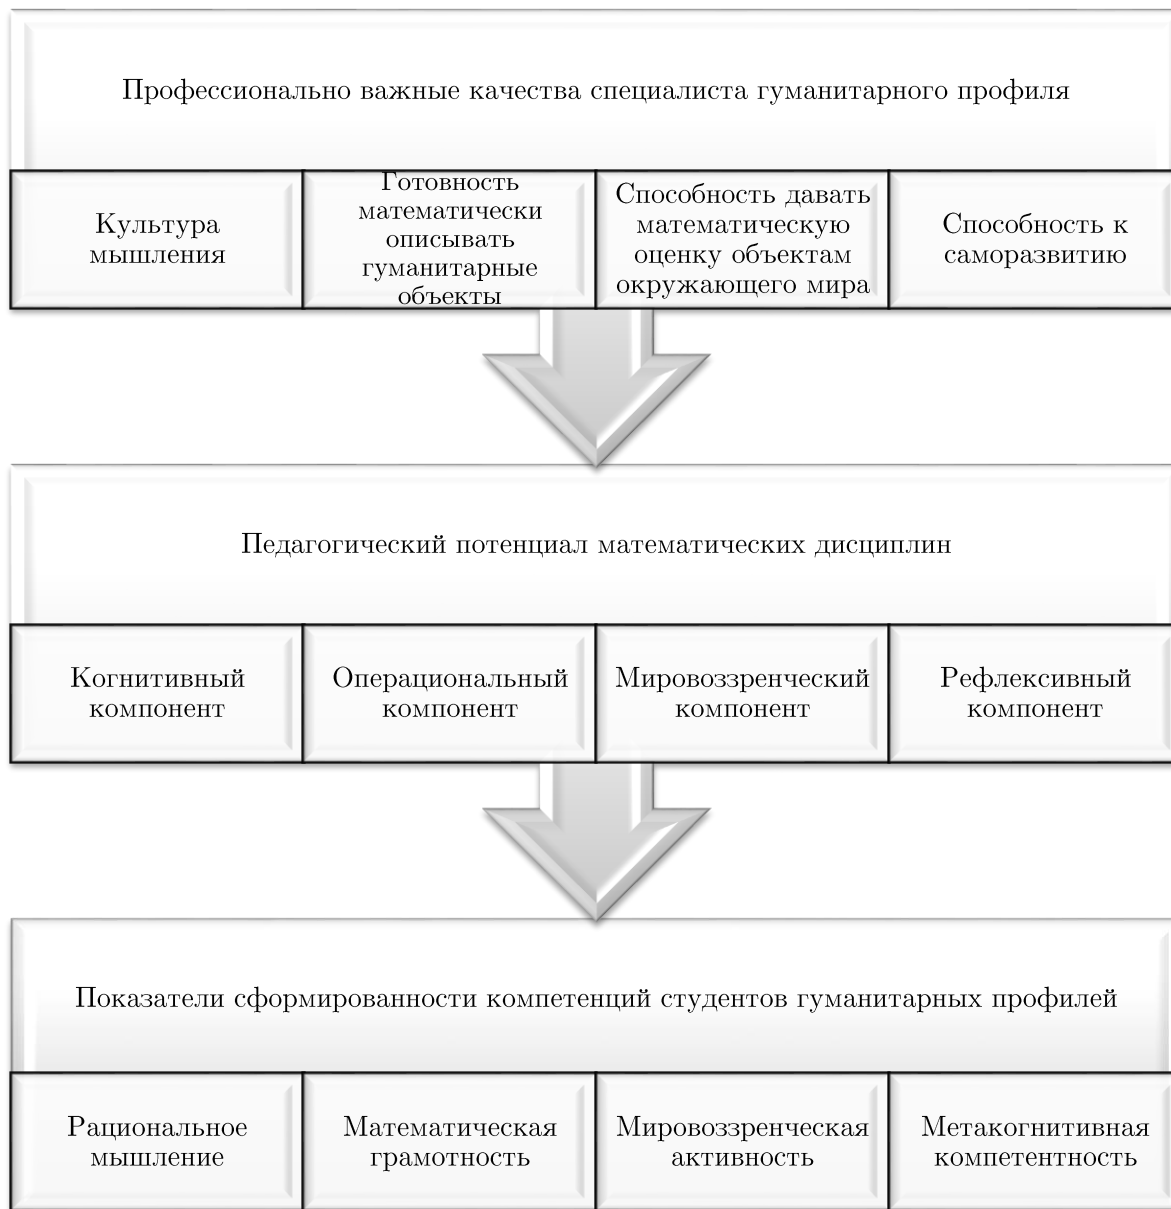 Профессионально важные качества специалиста гуманитарного профиля
Культура
мышления
Готовность
математически
описывать
гуманитарные
объекты
Способность давать
математическую
оценку объектам
окружающего мира
Способность к
саморазвитию
Педагогический потенциал математических дисциплин
Когнитивный
компонент
Операциональный
компонент
Мировоззренческий
компонент
Рефлексивный
компонент
Показатели сформированности компетенций студентов гуманитарных профилей
Рациональное
мышление
Математическая
грамотность
Мировоззренческая
активность
Метакогнитивная
компетентность